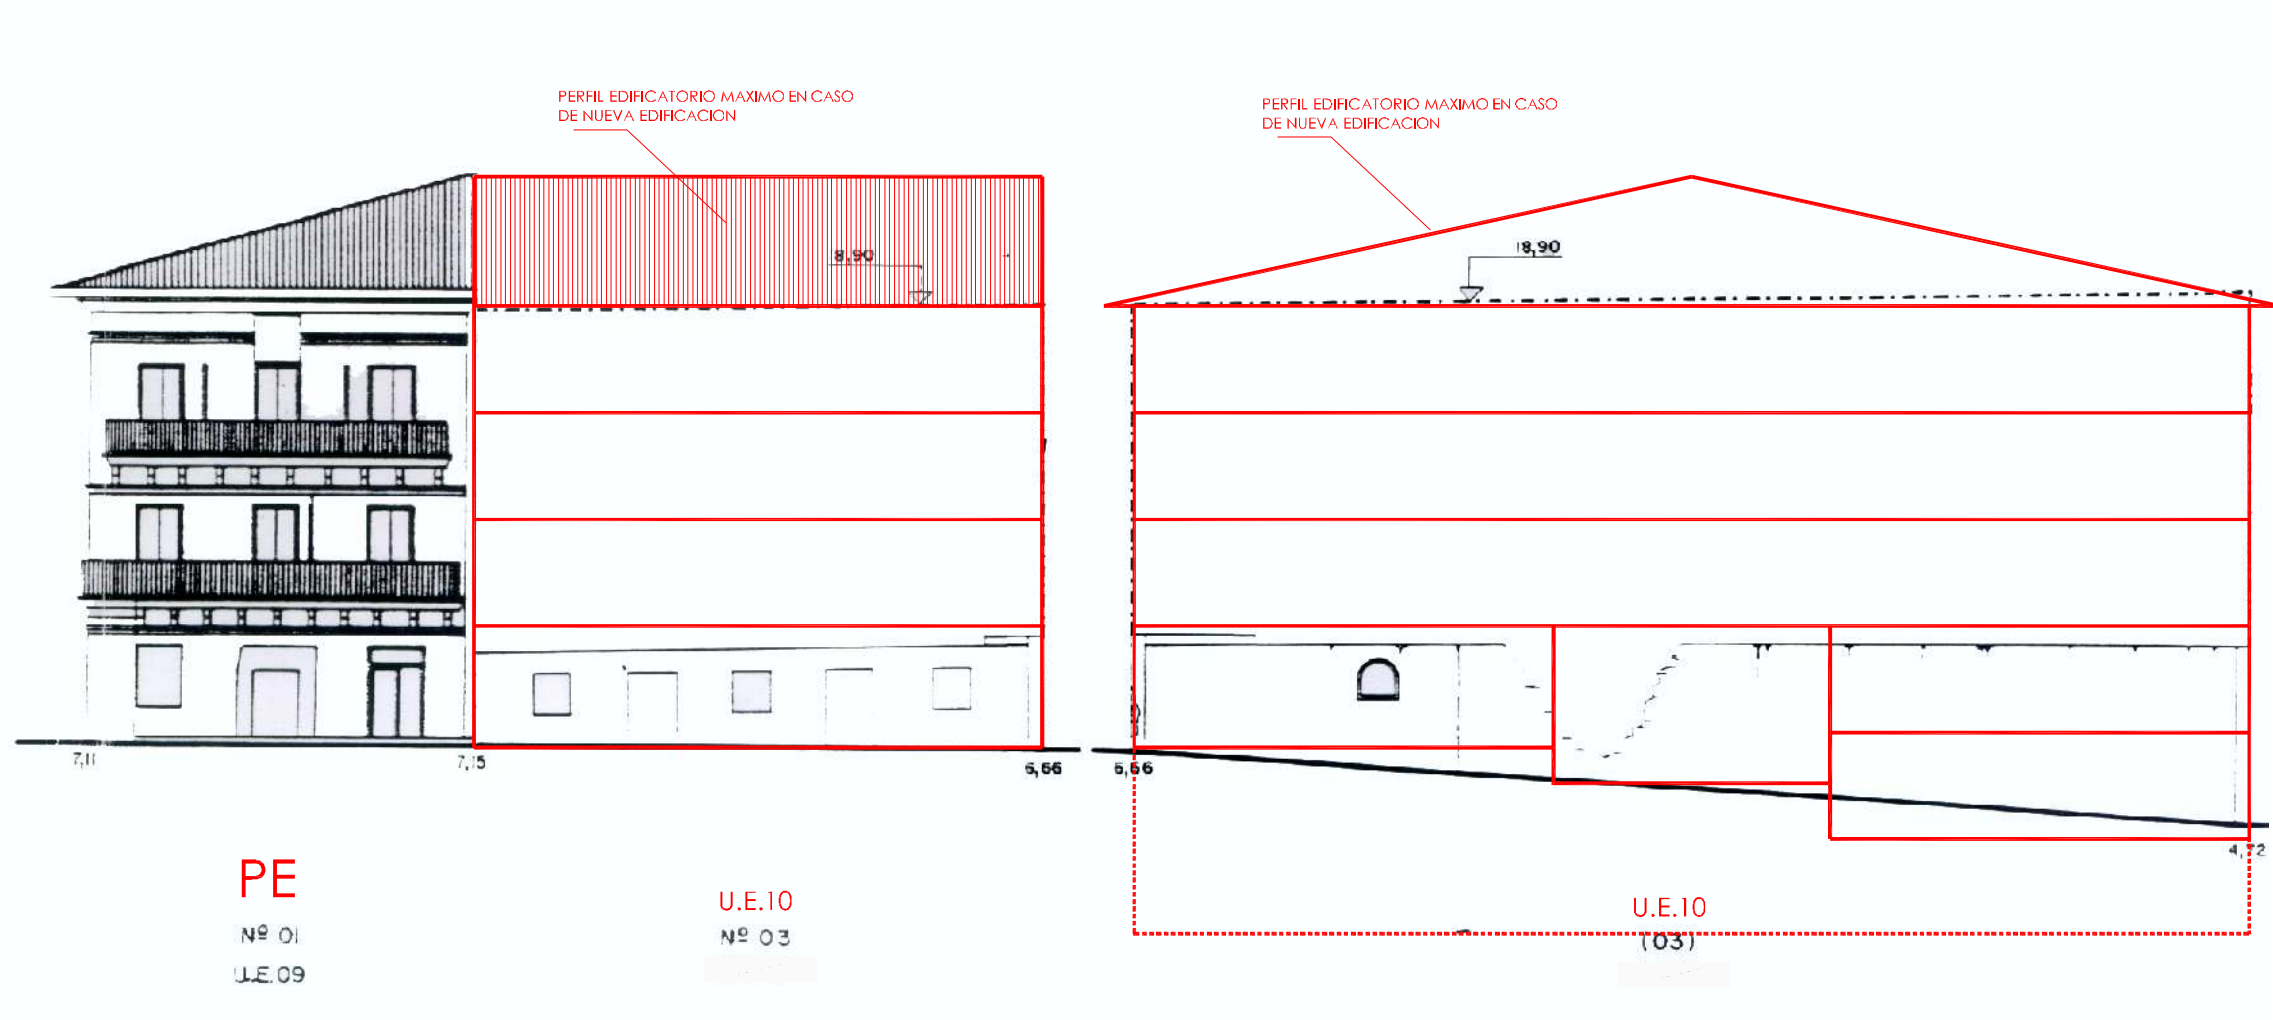 PERFIL EDIFICATORIO MAXIMO EN CASO
DE NUEVA EDIFICACION
PERFIL EDIFICATORIO MAXIMO EN CASO
DE NUEVA EDIFICACION
8,90
18,90
7,11
7,15
6,66
6,66
4,72
PE
Nº 01
U.E.09
U.E.10
Nº 03
U.E.10
(03)